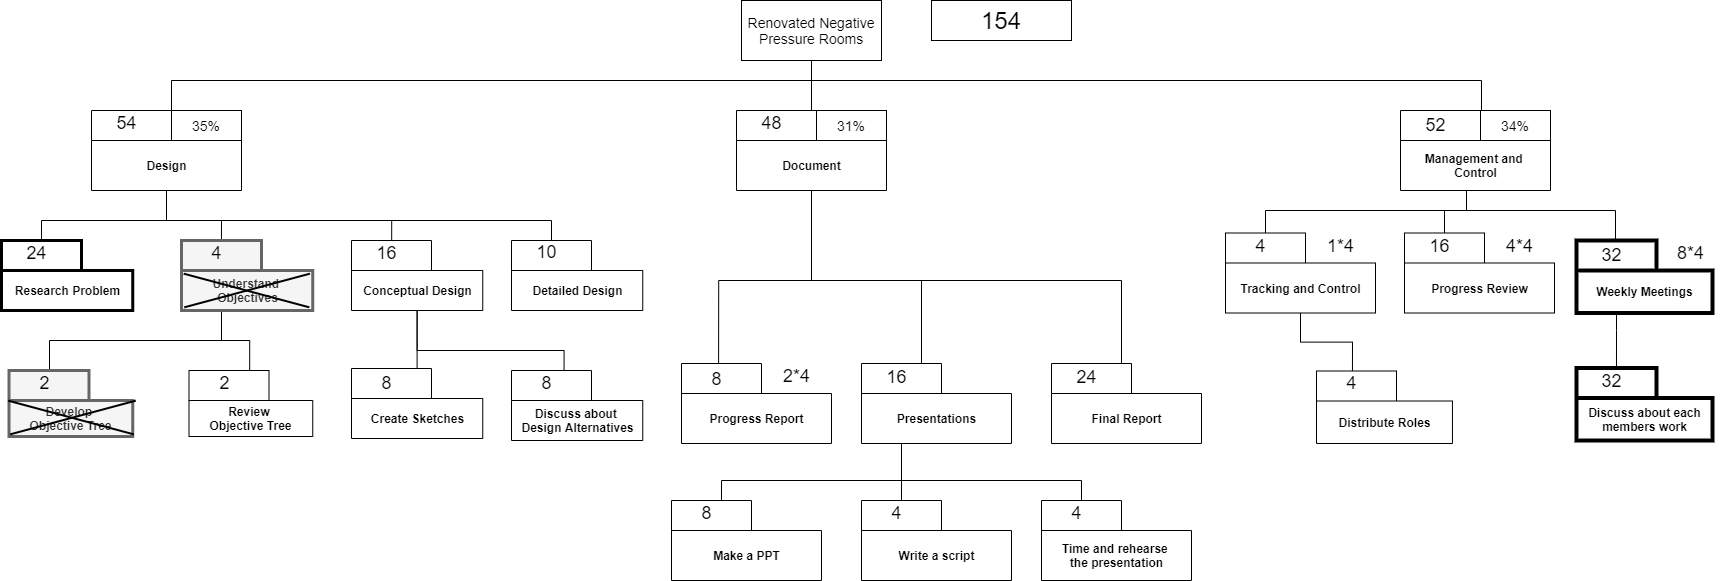 Renovated Negative
Pressure Rooms
154
54
35%
Design
48
31%
Document
52
34%
Management and
Control
24
Research Problem
4
Understand
Objectives
16
Conceptual Design
10
Detailed Design
4
1*4
Tracking and Control
16
4*4
Progress Review
32
8*4
Weekly Meetings
2
Develop
Objective Tree
2
Review
Objective Tree
8
Create Sketches
8
Discuss about
Design Alternatives
8
2*4
Progress Report
16
Presentations
24
Final Report
4
Distribute Roles
32
Discuss about each
members work
8
Make a PPT
4
Write a script
4
Time and rehearse
the presentation